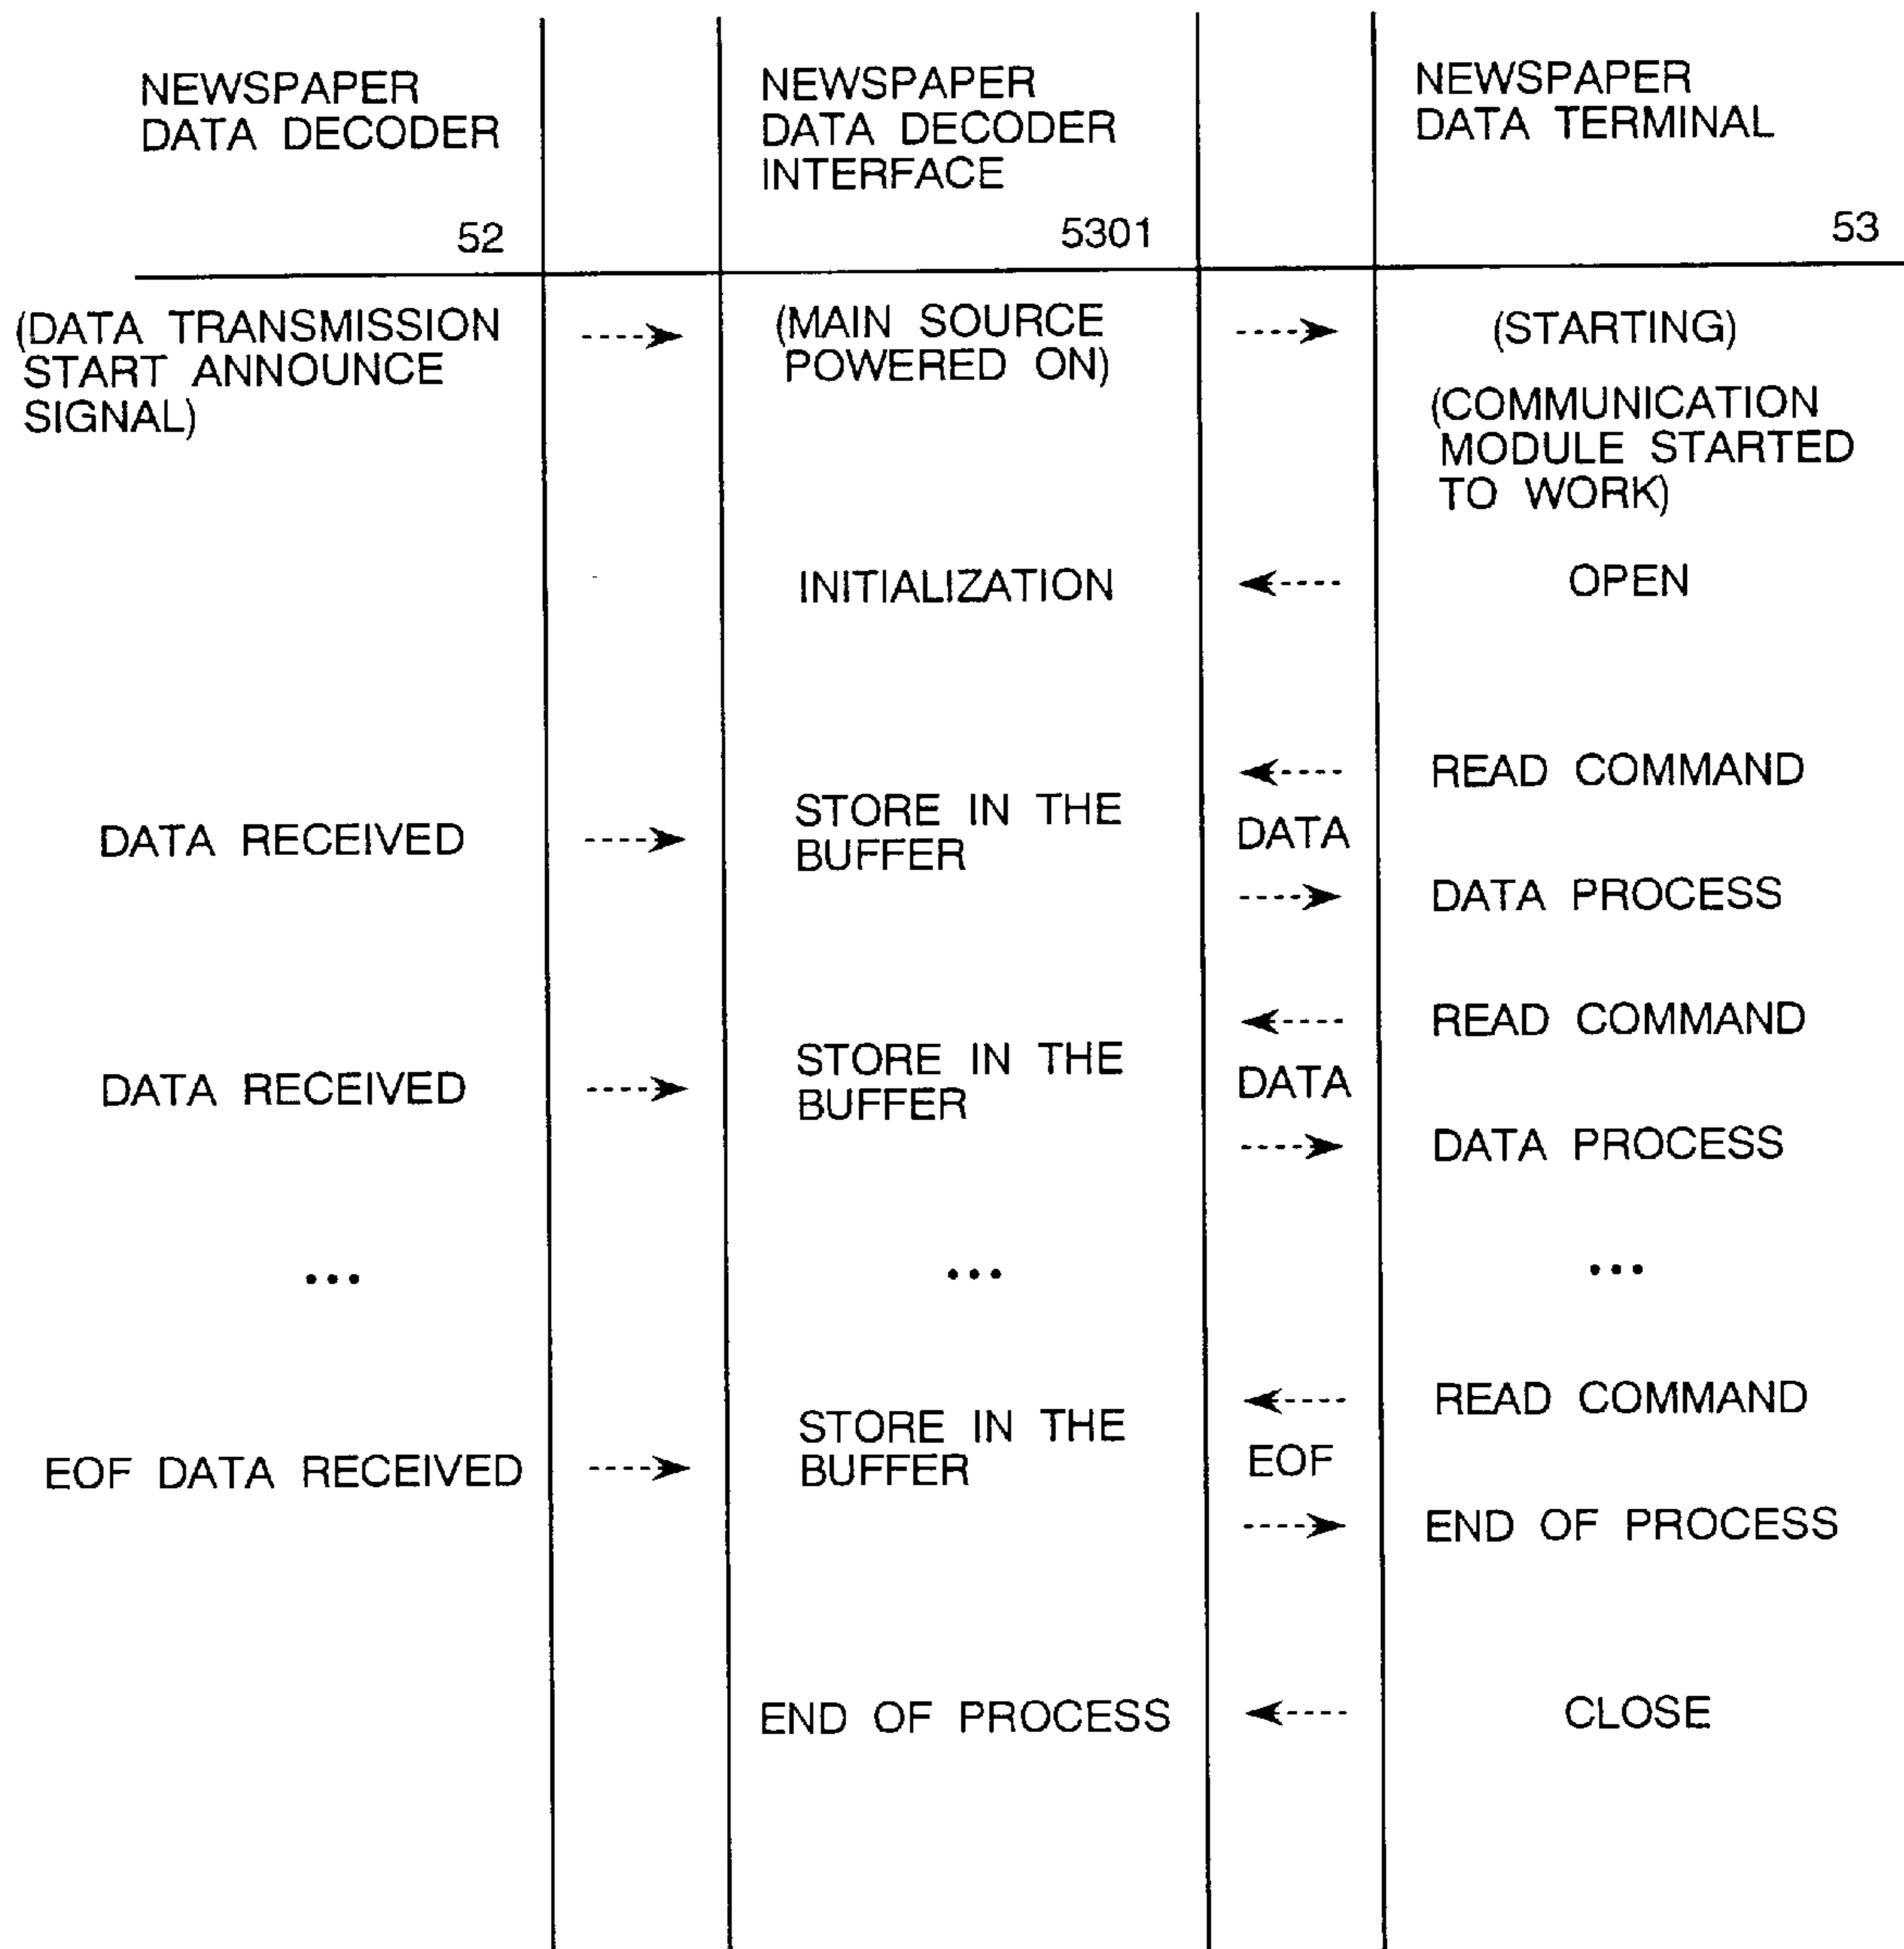 NEWSPAPER
DATA DECODER
52
NEWSPAPER
DATA DECODER
INTERFACE
5301
NEWSPAPER
DATA TERMINAL
53
(DATA TRANSMISSION
START ANNOUNCE
SIGNAL)
(MAIN SOURCE
POWERED ON)
(STARTING)
(COMMUNICATION
MODULE STARTED
TO WORK)
INITIALIZATION
OPEN
READ COMMAND
DATA RECEIVED
STORE IN THE
BUFFER
DATA
DATA PROCESS
READ COMMAND
DATA RECEIVED
STORE IN THE
BUFFER
DATA
DATA PROCESS
...
...
...
READ COMMAND
EOF DATA RECEIVED
STORE IN THE
BUFFER
EOF
END OF PROCESS
END OF PROCESS
CLOSE